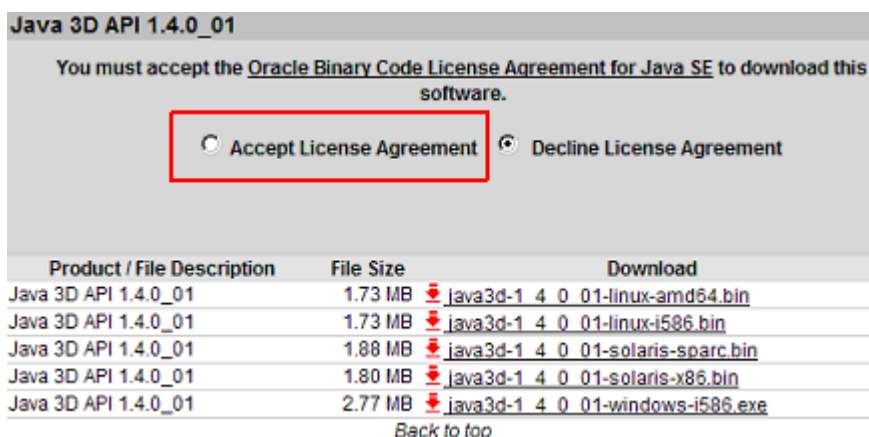 Java 3D API 1.4.0_01
You must accept the Oracle Binary Code License Agreement for Java SE to download this
software.
Accept License Agreement Decline License Agreement
Product / File Description File Size Download
Java 3D API 1.4.0_01 1.73 MB java3d-1_4_0_01-linux-amd64.bin
Java 3D API 1.4.0_01 1.73 MB java3d-1_4_0_01-linux-i586.bin
Java 3D API 1.4.0_01 1.88 MB java3d-1_4_0_01-solaris-sparc.bin
Java 3D API 1.4.0_01 1.80 MB java3d-1_4_0_01-solaris-x86.bin
Java 3D API 1.4.0_01 2.77 MB java3d-1_4_0_01-windows-i586.exe
Back to top